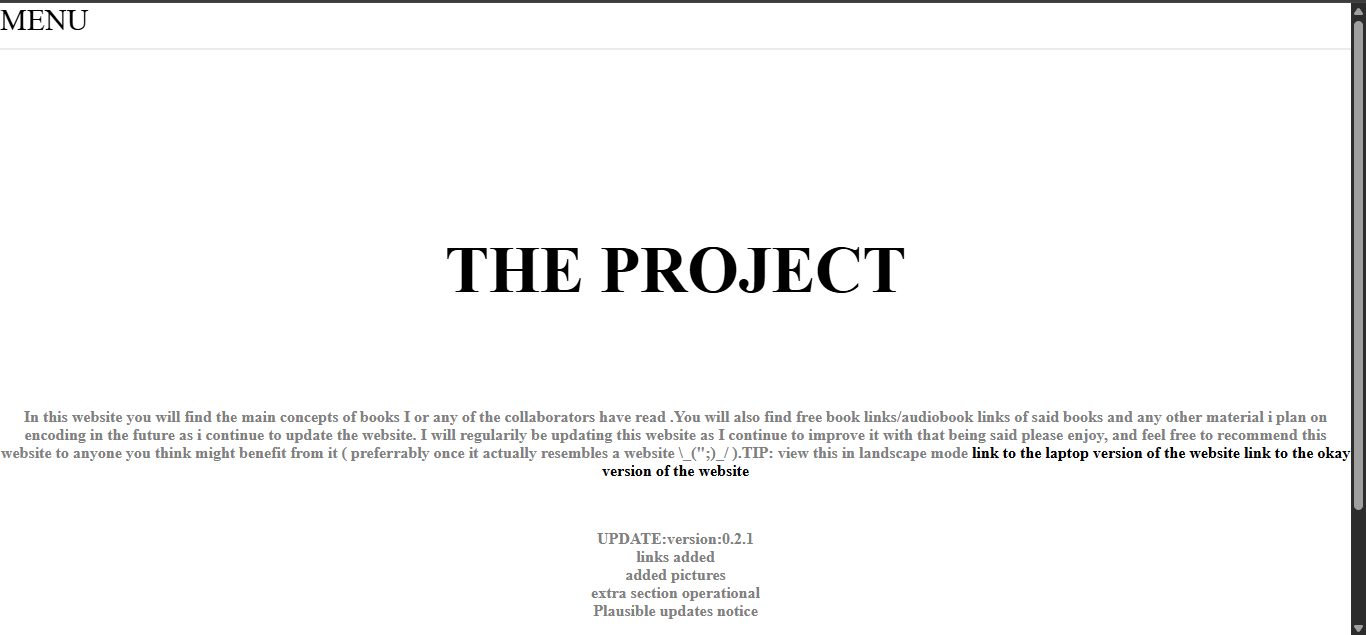 MENU
THE PROJECT
In this website you will find the main concepts of books I or any of the collaborators have read .You will also find free book links/audiobook links of said books and any other material i plan on
encoding in the future as i continue to update the website. I will regularily be updating this website as I continue to improve it with that being said please enjoy, and feel free to recommend this
website to anyone you think might benefit from it ( preferrably once it actually resembles a website \_(";)_/ ).TIP: view this in landscape mode link to the laptop version of the website link to the okay
version of the website
UPDATE:version:0.2.1
links added
added pictures
extra section operational
Plausible updates notice